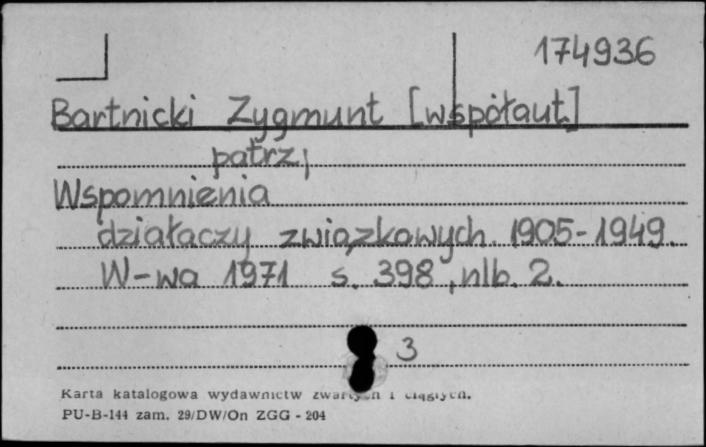 174936
Bartnicki Zygmunt [współaut.]
patrz;
Wspomnienia
działaczy związkowych. 1905-1949.
W-wa 1971 s. 398, nlb. 2.
3
Karta katalogowa wydawnictw zwartych i ciągłych.
PU-B-144 zam. 29/DW/On ZGG - 204